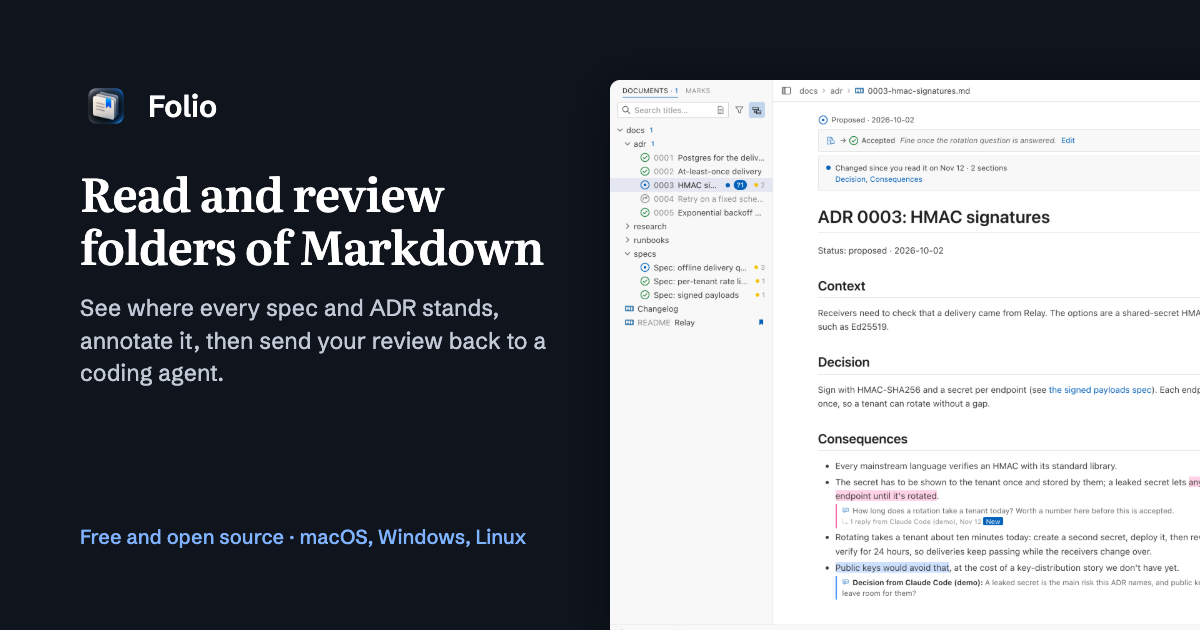 Folio
Read and review
folders of Markdown
See where every spec and ADR stands,
annotate it, then send your review back to a
coding agent.
Free and open source · macOS, Windows, Linux
DOCUMENTS · 1 MARKS
Search titles...
docs 1
adr 1
0001 Postgres for the deliv...
0002 At-least-once delivery
0003 HMAC si... ?1 2
0004 Retry on a fixed sche...
0005 Exponential backoff ...
research
runbooks
specs
Spec: offline delivery q... 3
Spec: per-tenant rate li... 1
Spec: signed payloads 1
Changelog
README Relay
docs › adr › 0003-hmac-signatures.md
Proposed · 2026-10-02
→ Accepted Fine once the rotation question is answered. Edit
Changed since you read it on Nov 12 · 2 sections
Decision, Consequences
ADR 0003: HMAC signatures
Status: proposed · 2026-10-02
Context
Receivers need to check that a delivery came from Relay. The options are a shared-secret HMA
such as Ed25519.
Decision
Sign with HMAC-SHA256 and a secret per endpoint (see the signed payloads spec). Each endp
once, so a tenant can rotate without a gap.
Consequences
• Every mainstream language verifies an HMAC with its standard library.
• The secret has to be shown to the tenant once and stored by them; a leaked secret lets any
endpoint until it's rotated.
How long does a rotation take a tenant today? Worth a number here before this is accepted.
1 reply from Claude Code (demo), Nov 12 New
• Rotating takes a tenant about ten minutes today: create a second secret, deploy it, then rev
verify for 24 hours, so deliveries keep passing while the receivers change over.
• Public keys would avoid that, at the cost of a key-distribution story we don't have yet.
Decision from Claude Code (demo): A leaked secret is the main risk this ADR names, and public k
leave room for them?